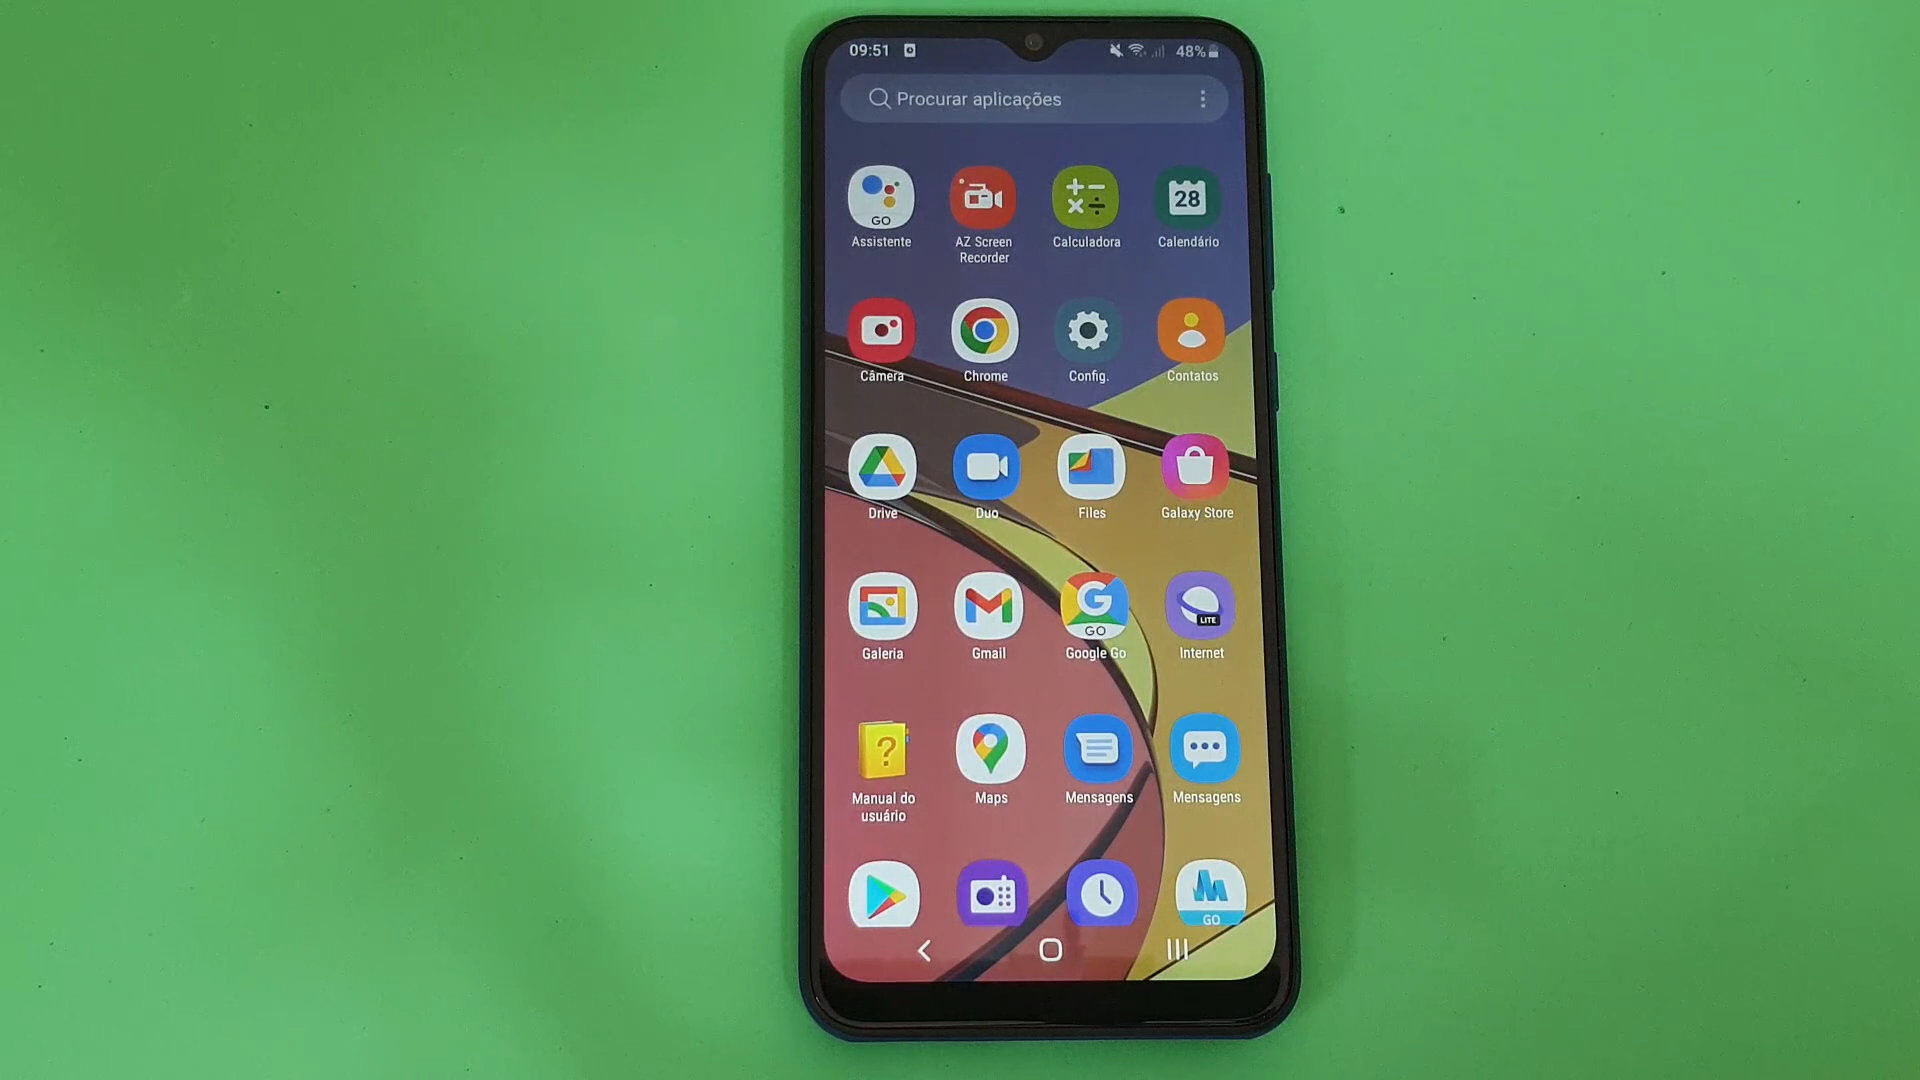 09:51
48%
Procurar aplicações
28
GO
Assistente
AZ Screen
Recorder
Calculadora
Calendário
Câmera
Chrome
Config.
Contatos
Drive
Duo
Files
Galaxy Store
G
GO
LITE
Galeria
Gmail
Google Go
Internet
?
Manual do
usuário
Maps
Mensagens
Mensagens
GO